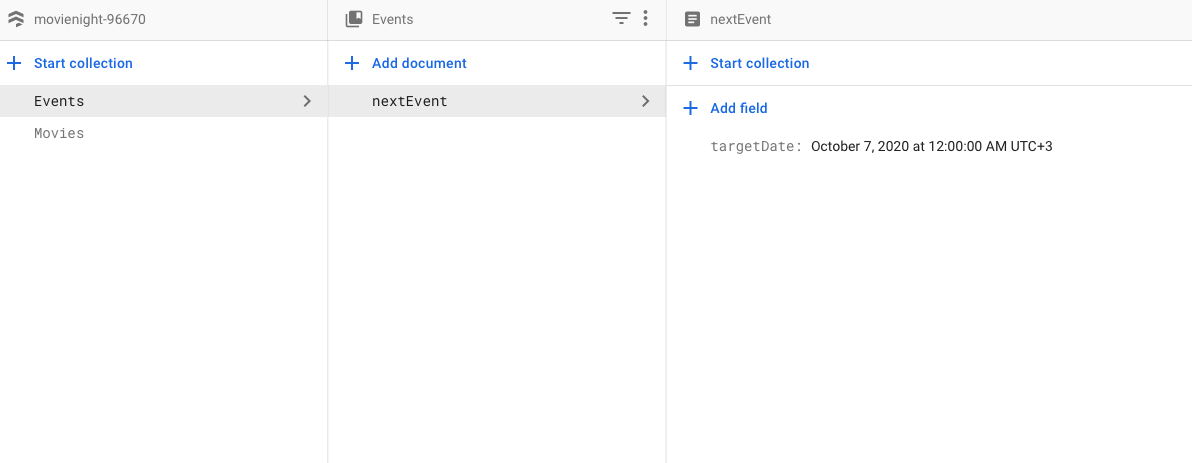 movienight-96670
Events
nextEvent
Start collection
Add document
Start collection
Events
nextEvent
Add field
Movies
targetDate: October 7, 2020 at 12:00:00 AM UTC+3